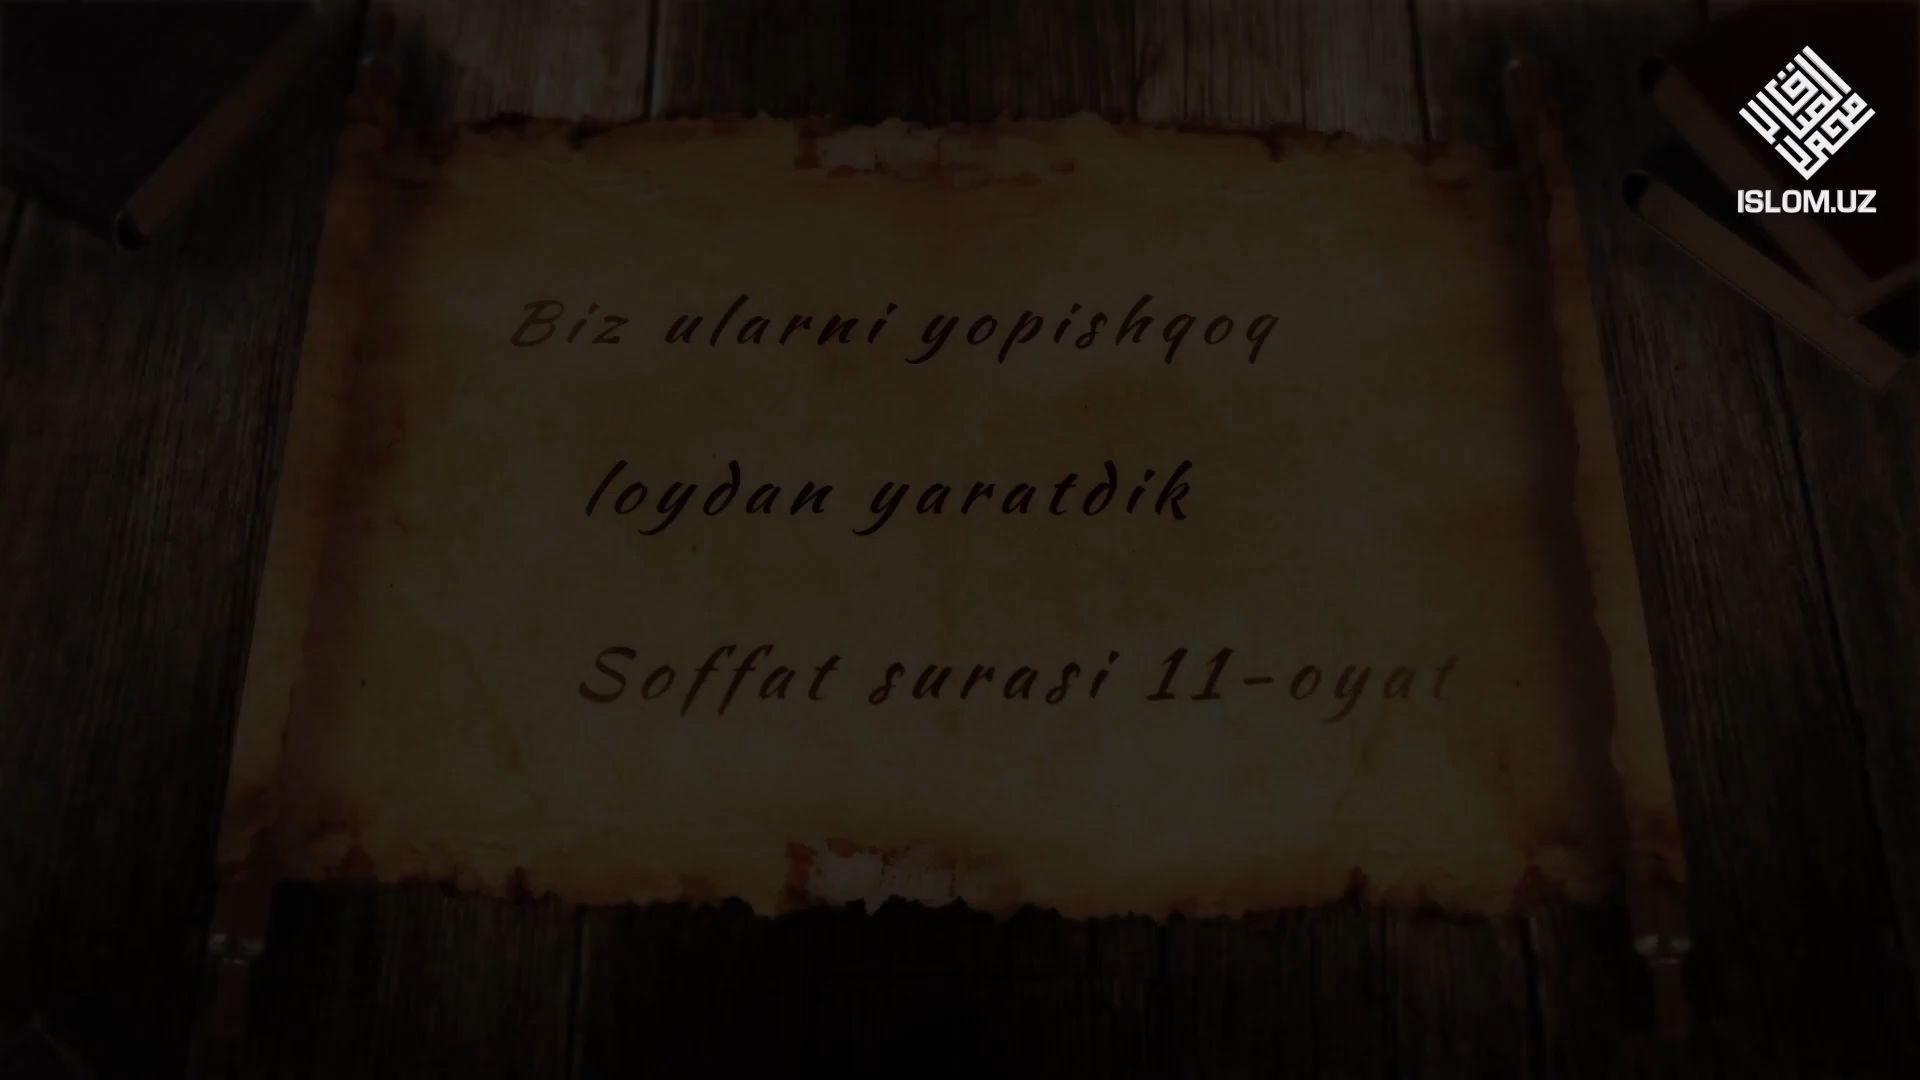 ISLOM.UZ
Biz ularni yopishqoq
loydan yaratdik
Soffat surasi 11-oyat